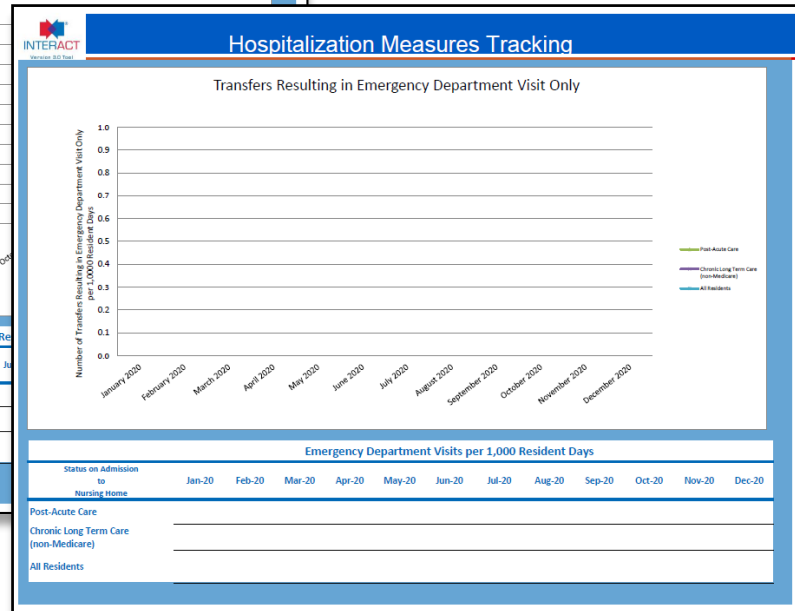 INTERACT
Version 3.0 Tool
Hospitalization Measures Tracking
Transfers Resulting in Emergency Department Visit Only
Number of Transfers Resulting in Emergency Department Visit Only
per 1,0000 Resident Days
1.0
0.9
0.8
0.7
0.6
0.5
0.4
0.3
0.2
0.1
0.0
January 2020
February 2020
March 2020
April 2020
May 2020
June 2020
July 2020
August 2020
September 2020
October 2020
November 2020
December 2020
Post-Acute Care
Chronic Long Term Care
(non-Medicare)
All Residents
Emergency Department Visits per 1,000 Resident Days
Status on Admission
to
Nursing Home
Jan-20 Feb-20 Mar-20 Apr-20 May-20 Jun-20 Jul-20 Aug-20 Sep-20 Oct-20 Nov-20 Dec-20
Post-Acute Care
Chronic Long Term Care
(non-Medicare)
All Residents
Re
Ju